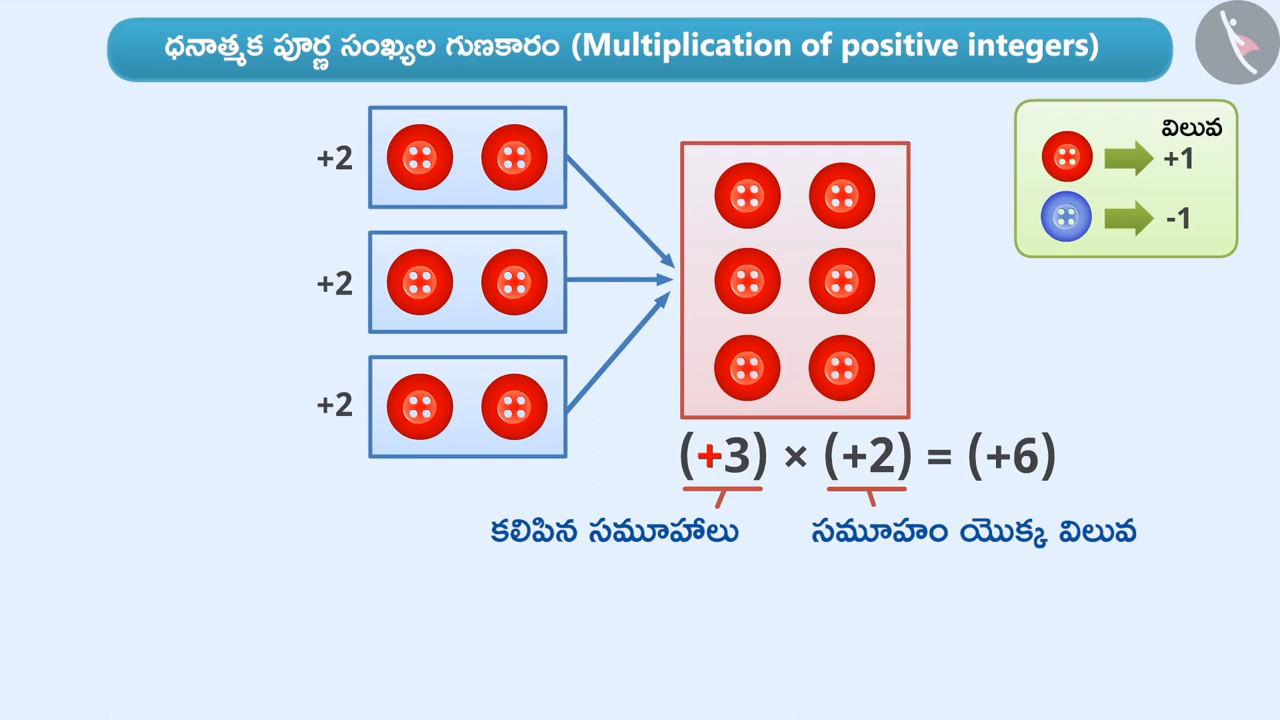 ధనాత్మక పూర్ణ సంఖ్యల గుణకారం (Multiplication of positive integers)
విలువ
+1
-1
+2
+2
+2
(+3) × (+2) = (+6)
కలిపిన సమూహాలు
సమూహం యొక్క విలువ